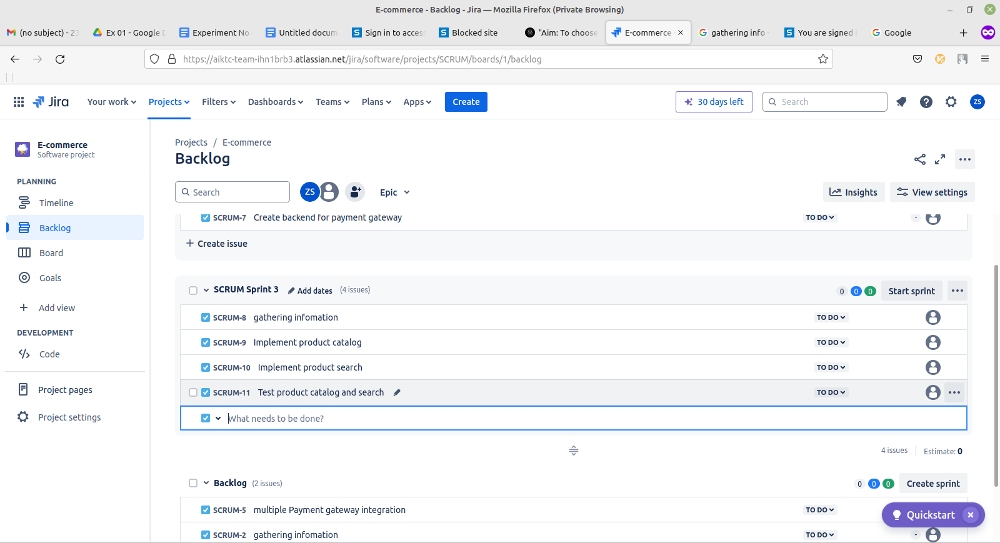 E-commerce - Backlog - Jira — Mozilla Firefox (Private Browsing)
(no subject) - 23
Ex 01 - Google D
Experiment No
Untitled docum
Sign in to access
Blocked site
"Aim: To choose
E-commerce
gathering info -
You are signed i
Google
https://aiktc-team-ihn1brb3.atlassian.net/jira/software/projects/SCRUM/boards/1/backlog
Jira
Your work
Projects
Filters
Dashboards
Teams
Plans
Apps
Create
30 days left
Search
ZS
E-commerce
Software project
PLANNING
Timeline
Backlog
Board
Goals
Add view
DEVELOPMENT
Code
Project pages
Project settings
Projects / E-commerce
Backlog
Search
ZS
Epic
Insights
View settings
SCRUM-7 Create backend for payment gateway TO DO -
+ Create issue
SCRUM Sprint 3 Add dates (4 issues) 0 0 0 Start sprint
SCRUM-8 gathering infomation TO DO
SCRUM-9 Implement product catalog TO DO
SCRUM-10 Implement product search TO DO
SCRUM-11 Test product catalog and search TO DO
What needs to be done?
4 issues Estimate: 0
Backlog (2 issues) 0 0 0 Create sprint
SCRUM-5 multiple Payment gateway integration TO DO
Quickstart
SCRUM-2 gathering infomation TO DO -